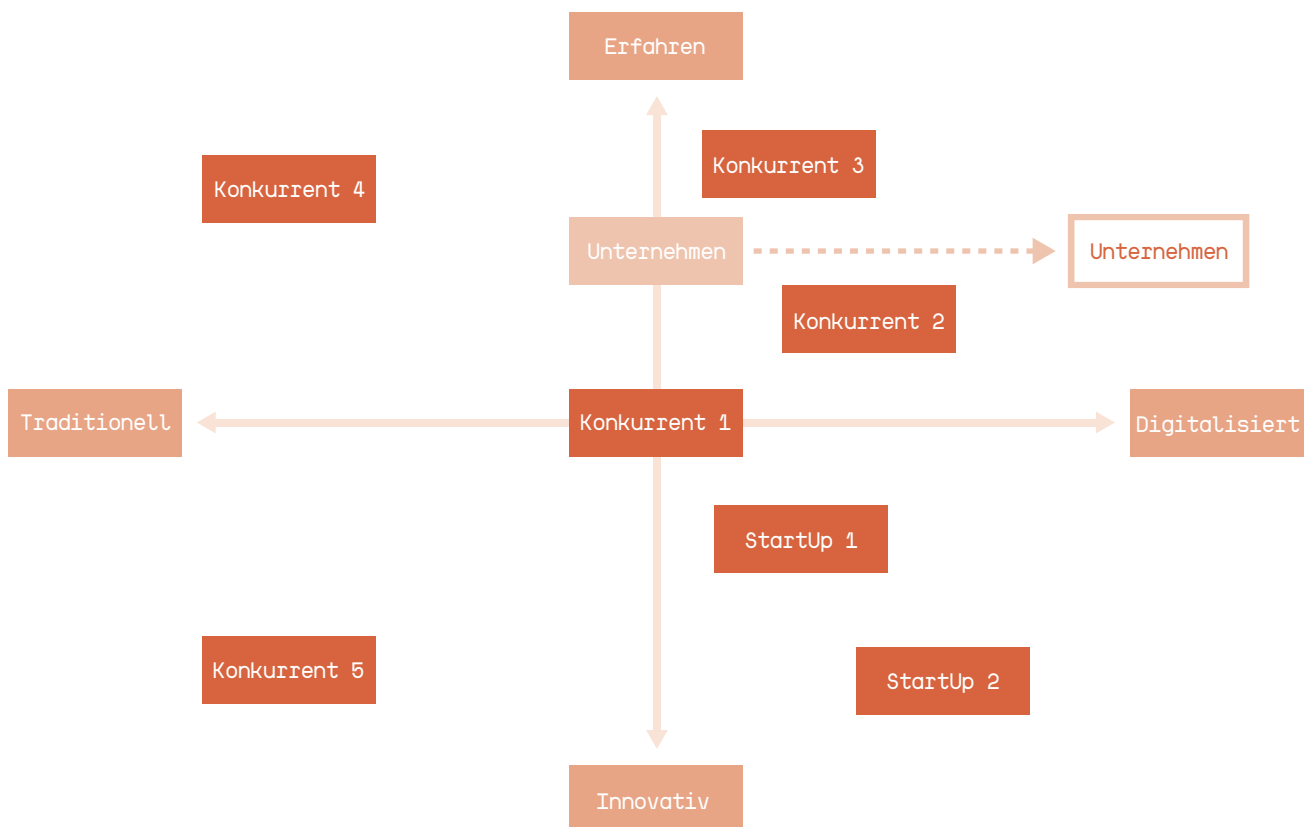 Erfahren
Konkurrent 3
Konkurrent 4
Unternehmen
Unternehmen
Konkurrent 2
Traditionell
Konkurrent 1
Digitalisiert
StartUp 1
Konkurrent 5
StartUp 2
Innovativ